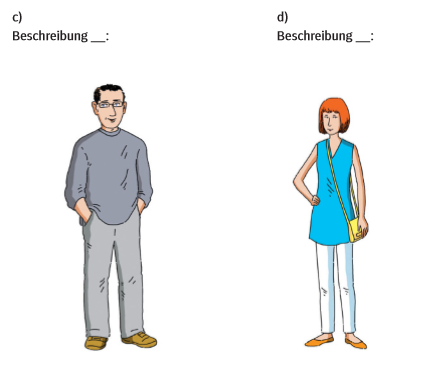 c)
Beschreibung __:
d)
Beschreibung __: